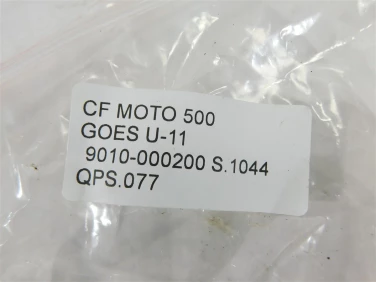 CF MOTO 500
GOES U-11
9010-000200 S.1044
QPS.077